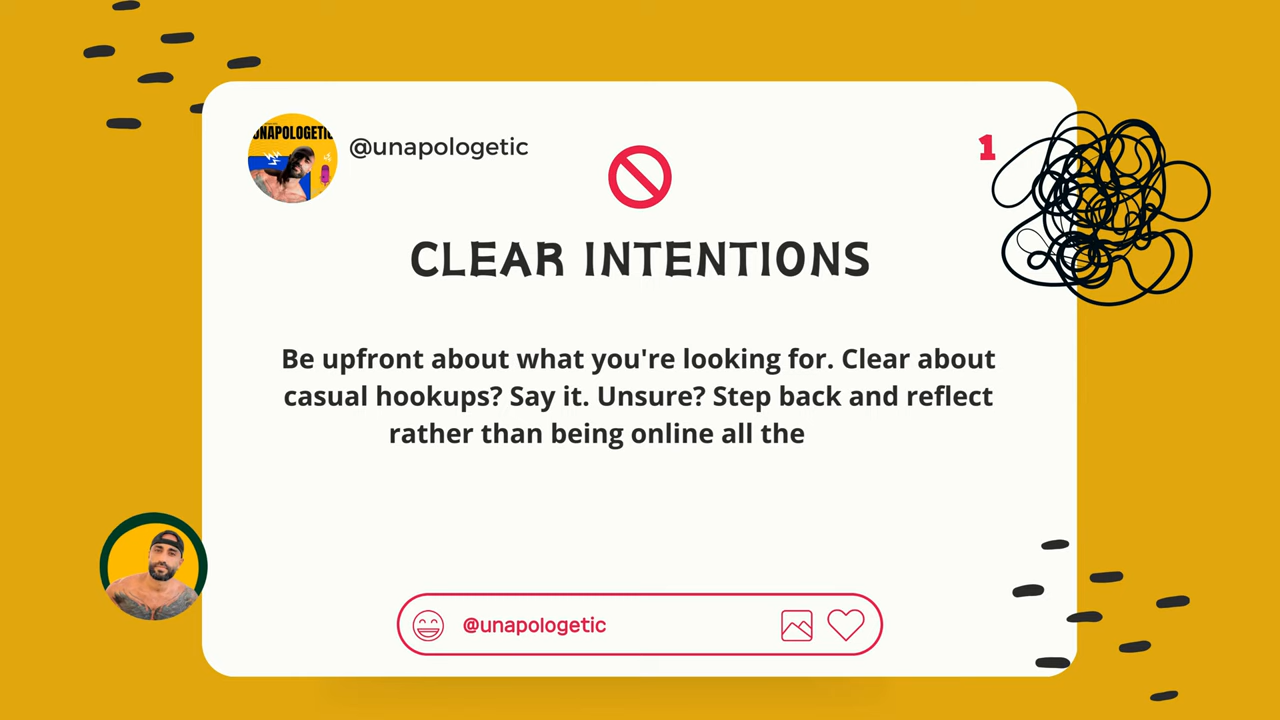 UNAPOLOGETIC
@unapologetic
1
CLEAR INTENTIONS
Be upfront about what you're looking for. Clear about
casual hookups? Say it. Unsure? Step back and reflect
rather than being online all the
@unapologetic